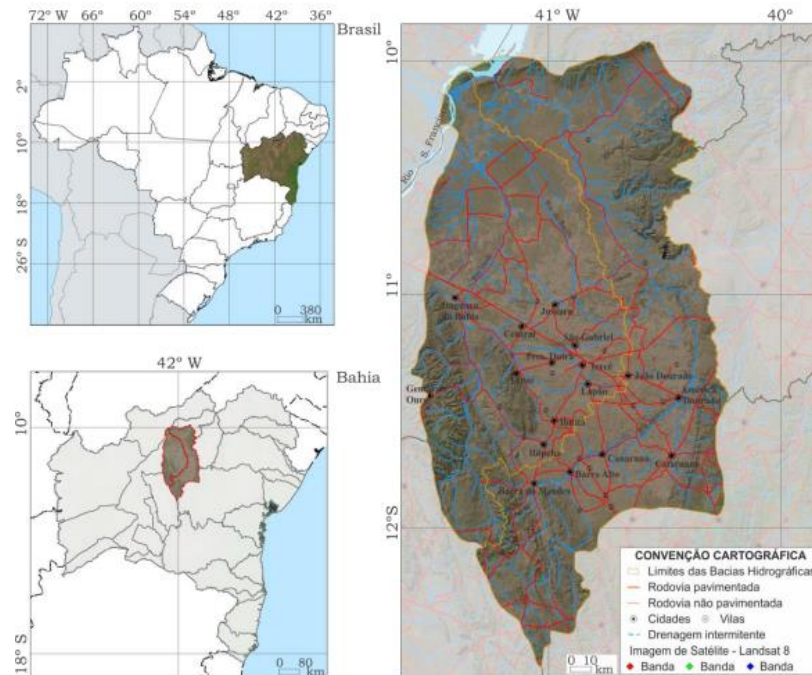 72° W 66° 60° 54° 48° 42° 36°
Brasil
2°
10°
18°
26° S
0 380
km
42° W
Bahia
10°
18° S
0 80
km
41° W 40°
10°
11°
12°S
Rio S. Francisco
Jussara
Central
São Gabriel
Pres. Dutra
Irecê
João Dourado
Lapão
América
Dourado
Ibititá
Canarana
Cafarnaum
Barro Alto
Barra do Mendes
0 10
km
CONVENÇÃO CARTOGRÁFICA
Limites das Bacias Hidrográficas
Rodovia pavimentada
Rodovia não pavimentada
Cidades Vilas
Drenagem intermitente
Imagem de Satélite - Landsat 8
Banda Banda Banda